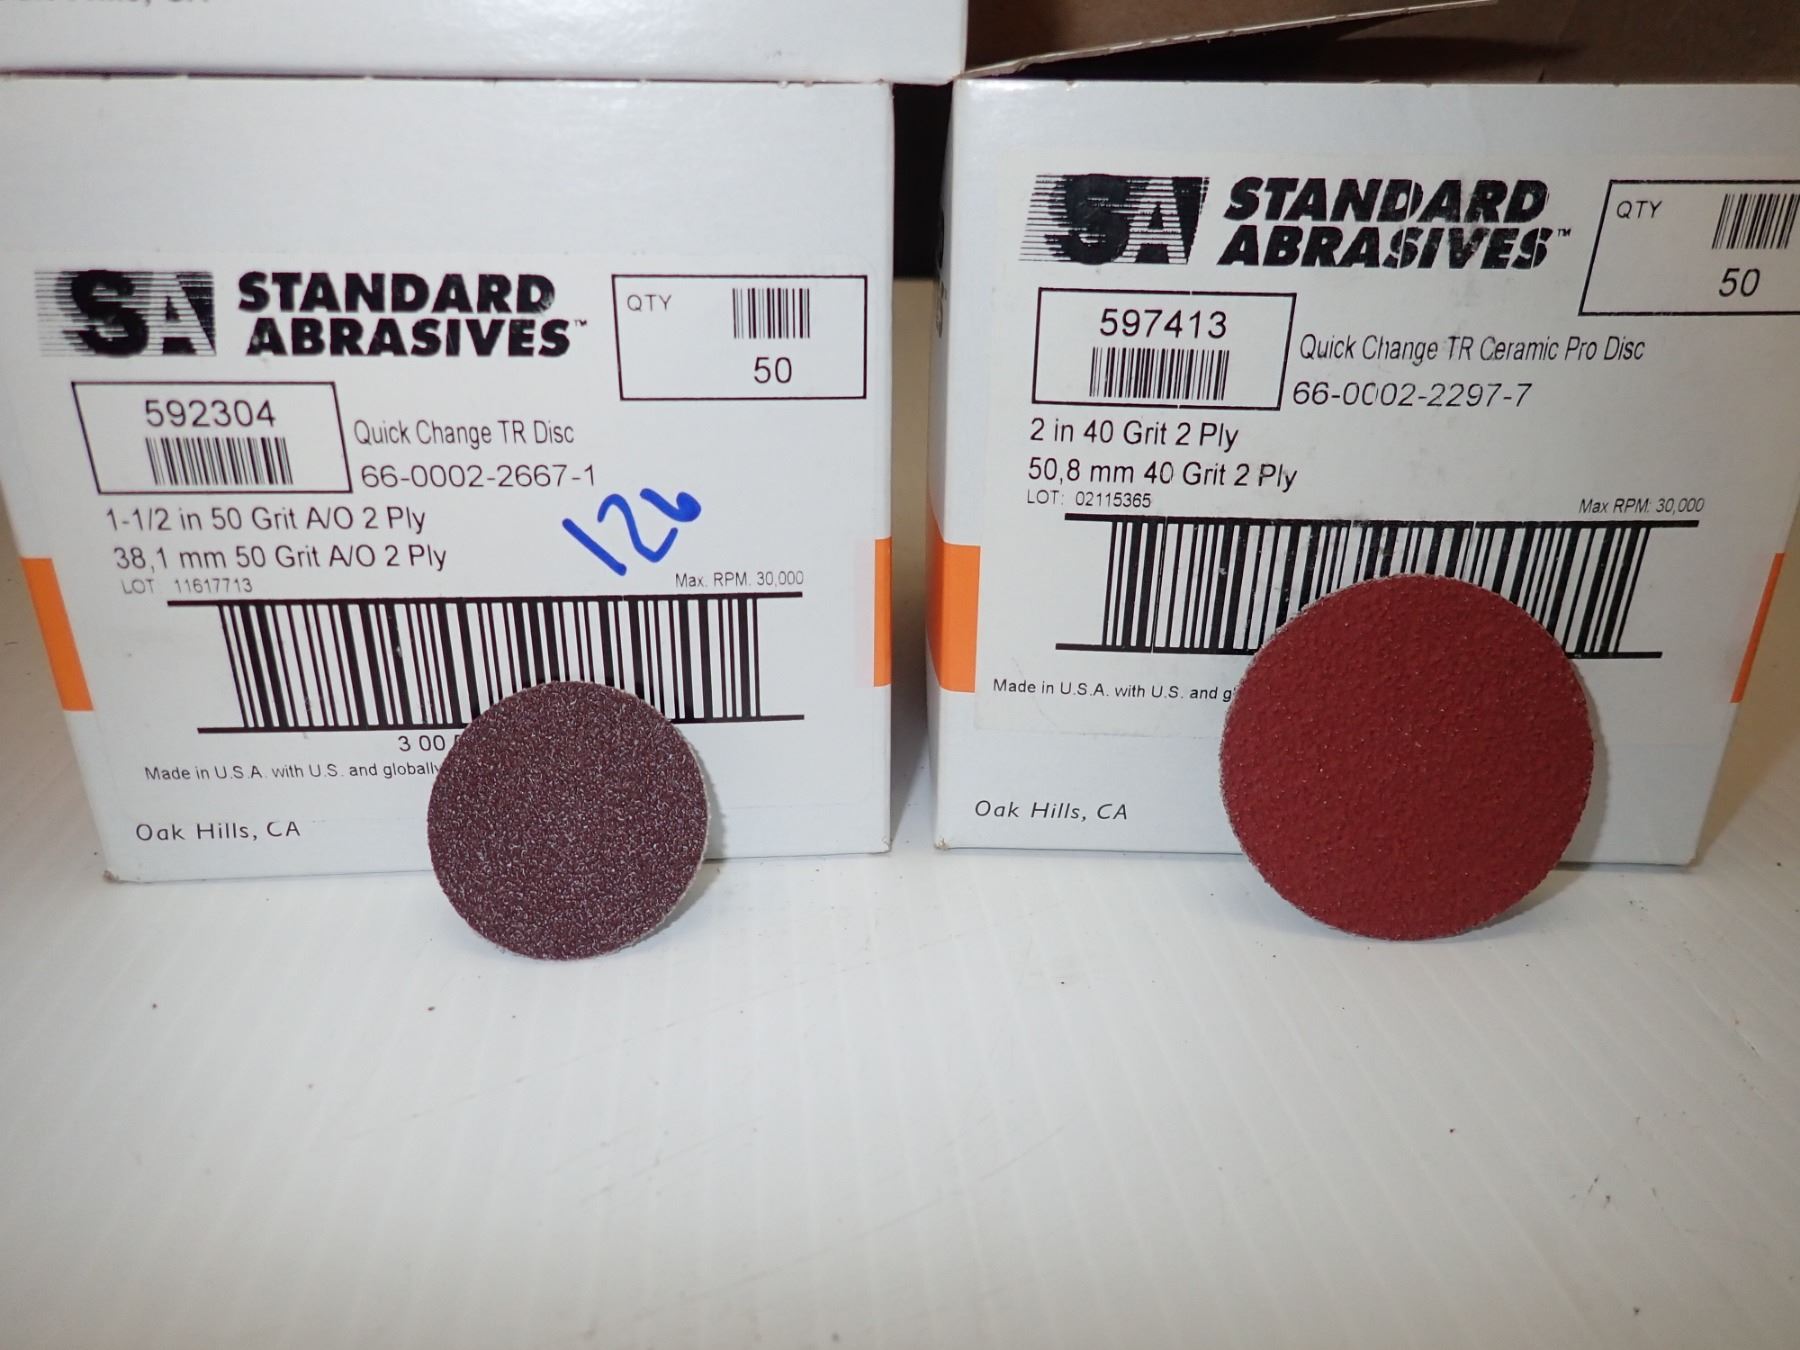 SA STANDARD
ABRASIVES™
QTY
50
592304
Quick Change TR Disc
66-0002-2667-1
1-1/2 in 50 Grit A/O 2 Ply
38,1 mm 50 Grit A/O 2 Ply
126
LOT 11617713
Max. RPM. 30,000
3 00
Made in U.S.A. with U.S. and globally
Oak Hills, CA
SA STANDARD
ABRASIVES™
QTY
50
597413
Quick Change TR Ceramic Pro Disc
66-0002-2297-7
2 in 40 Grit 2 Ply
50,8 mm 40 Grit 2 Ply
LOT: 02115365
Max RPM: 30,000
Made in U.S.A. with U.S. and
Oak Hills, CA